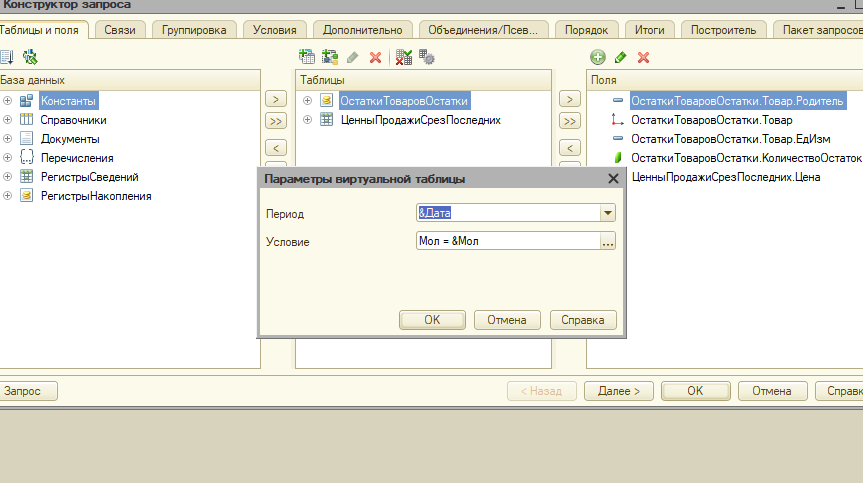 Конструктор запроса
Таблицы и поля Связи Группировка Условия Дополнительно Объединения/Псев... Порядок Итоги Построитель Пакет запросов
База данных
Таблицы
Поля
Константы
Справочники
Документы
Перечисления
РегистрыСведений
РегистрыНакопления
> >> <
ОстаткиТоваровОстатки
ЦенныПродажиСрезПоследних
> >> <
ОстаткиТоваровОстатки.Товар.Родитель
ОстаткиТоваровОстатки.Товар
ОстаткиТоваровОстатки.Товар.ЕдИзм
ОстаткиТоваровОстатки.КоличествоОстаток
ЦенныПродажиСрезПоследних.Цена
Параметры виртуальной таблицы
Период &Дата
Условие Мол = &Мол ...
OK Отмена Справка
Запрос < Назад Далее > OK Отмена Справк